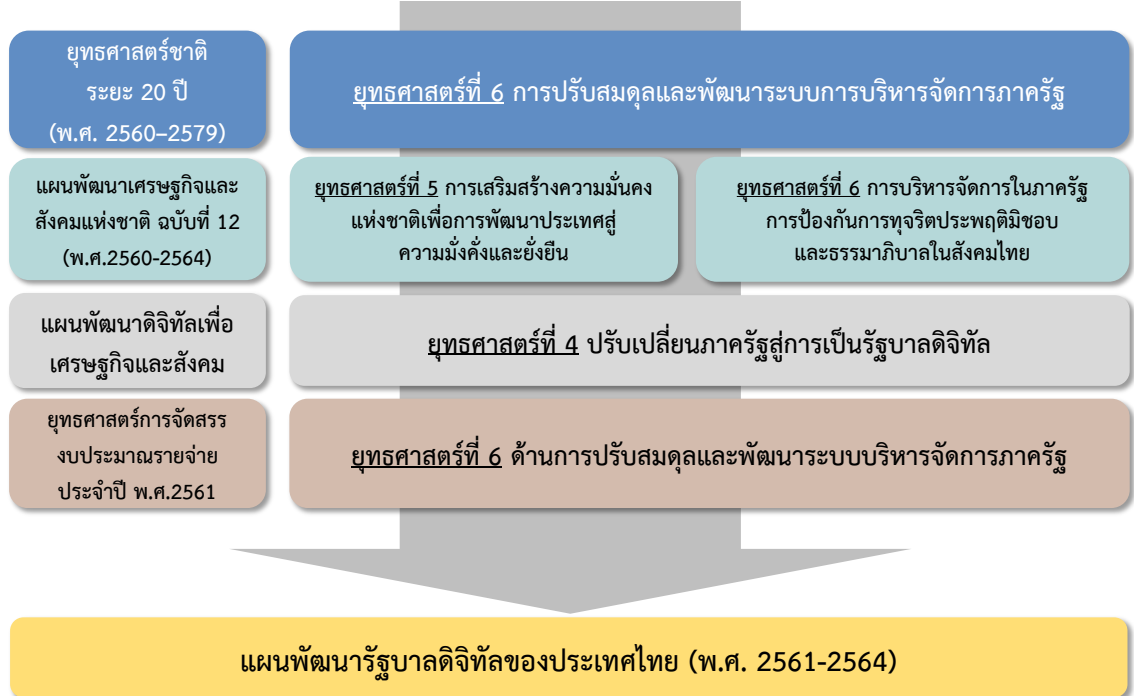 ยุทธศาสตร์ชาติ
ระยะ 20 ปี
(พ.ศ. 2560–2579)
ยุทธศาสตร์ที่ 6 การปรับสมดุลและพัฒนาระบบการบริหารจัดการภาครัฐ
แผนพัฒนาเศรษฐกิจและ
สังคมแห่งชาติ ฉบับที่ 12
(พ.ศ.2560-2564)
ยุทธศาสตร์ที่ 5 การเสริมสร้างความมั่นคง
แห่งชาติเพื่อการพัฒนาประเทศสู่
ความมั่งคั่งและยั่งยืน
ยุทธศาสตร์ที่ 6 การบริหารจัดการในภาครัฐ
การป้องกันการทุจริตประพฤติมิชอบ
และธรรมาภิบาลในสังคมไทย
แผนพัฒนาดิจิทัลเพื่อ
เศรษฐกิจและสังคม
ยุทธศาสตร์ที่ 4 ปรับเปลี่ยนภาครัฐสู่การเป็นรัฐบาลดิจิทัล
ยุทธศาสตร์การจัดสรร
งบประมาณรายจ่าย
ประจำปี พ.ศ.2561
ยุทธศาสตร์ที่ 6 ด้านการปรับสมดุลและพัฒนาระบบบริหารจัดการภาครัฐ
แผนพัฒนารัฐบาลดิจิทัลของประเทศไทย (พ.ศ. 2561-2564)